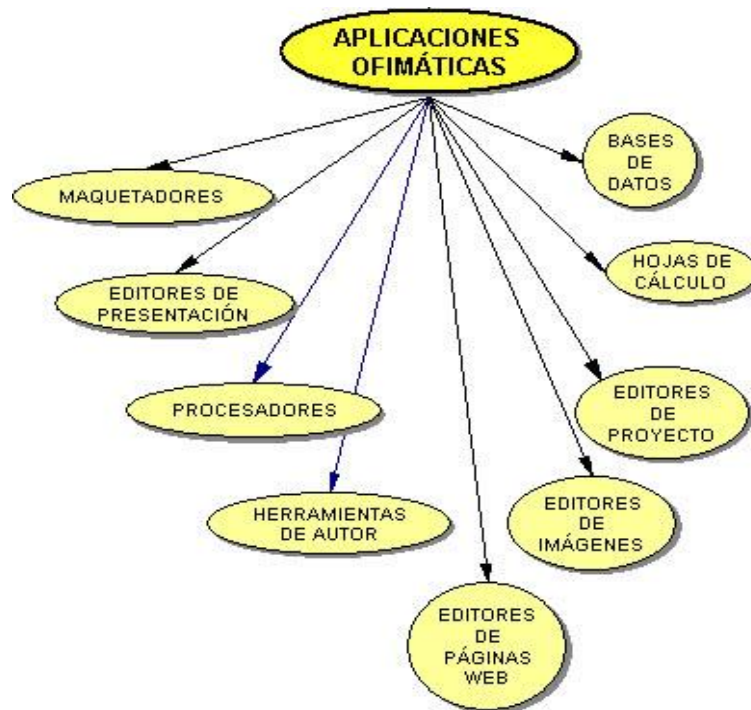 APLICACIONES
OFIMÁTICAS
BASES
DE
DATOS
MAQUETADORES
HOJAS DE
CÁLCULO
EDITORES DE
PRESENTACIÓN
EDITORES
DE
PROYECTO
PROCESADORES
HERRAMIENTAS
DE AUTOR
EDITORES
DE
IMÁGENES
EDITORES
DE
PÁGINAS
WEB